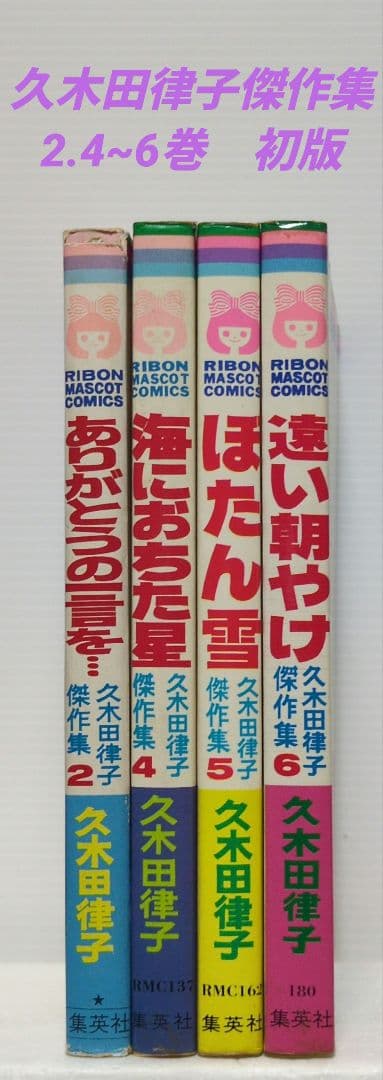 久木田律子傑作集
2.4~6巻　初版
RIBON
MASCOT
COMICS
ありがとうの一言を…
久木田律子
傑作集2
久木田律子
★
集英社
RIBON
MASCOT
COMICS
海におちた星
久木田律子
傑作集4
久木田律子
RMC137
集英社
RIBON
MASCOT
COMICS
ぼたん雪
久木田律子
傑作集5
久木田律子
RMC162
集英社
RIBON
MASCOT
COMICS
遠い朝やけ
久木田律子
傑作集6
久木田律子
180
集英社